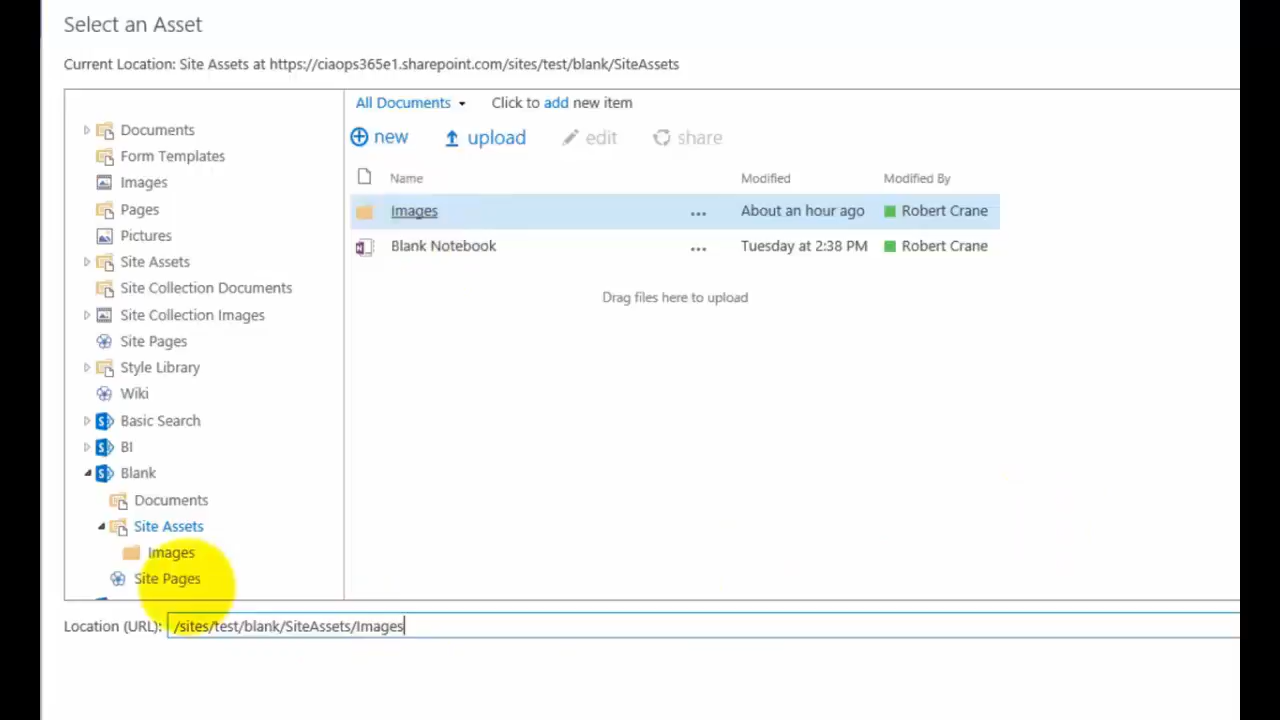 Select an Asset
Current Location: Site Assets at https://ciaops365e1.sharepoint.com/sites/test/blank/SiteAssets
Documents
Form Templates
Images
Pages
Pictures
Site Assets
Site Collection Documents
Site Collection Images
Site Pages
Style Library
Wiki
Basic Search
BI
Blank
Documents
Site Assets
Images
Site Pages
All Documents Click to add new item
new upload edit share
Name Modified Modified By
Images ... About an hour ago Robert Crane
Blank Notebook ... Tuesday at 2:38 PM Robert Crane
Drag files here to upload
Location (URL): /sites/test/blank/SiteAssets/Images